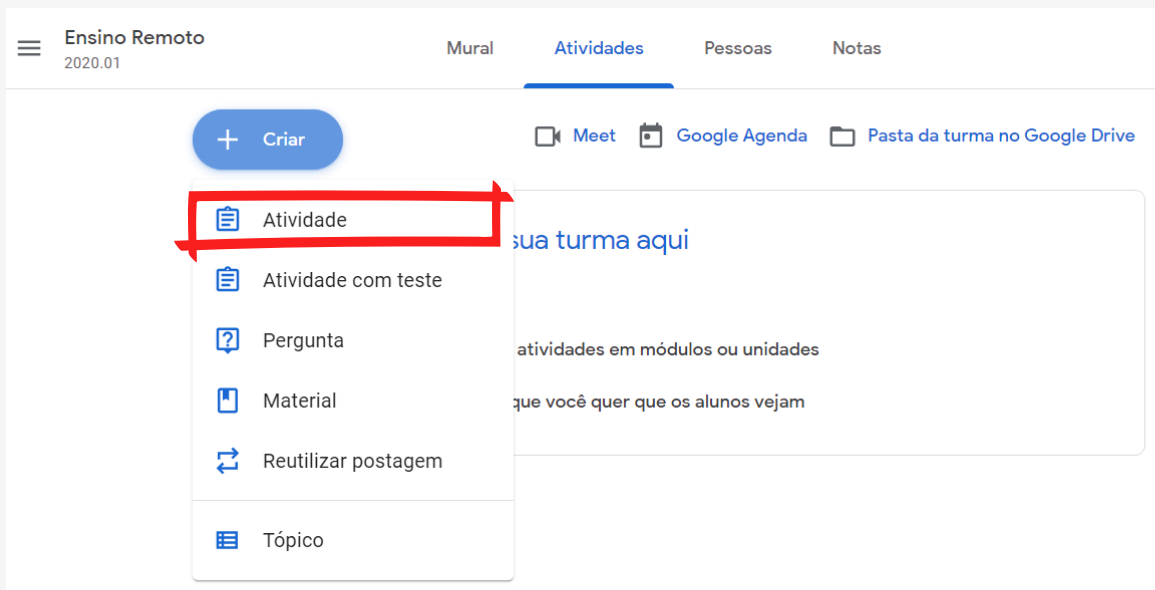 Ensino Remoto
2020.01
Mural Atividades Pessoas Notas
Criar
Meet Google Agenda Pasta da turma no Google Drive
Atividade
sua turma aqui
Atividade com teste
Pergunta
atividades em módulos ou unidades
Material
que você quer que os alunos vejam
Reutilizar postagem
Tópico